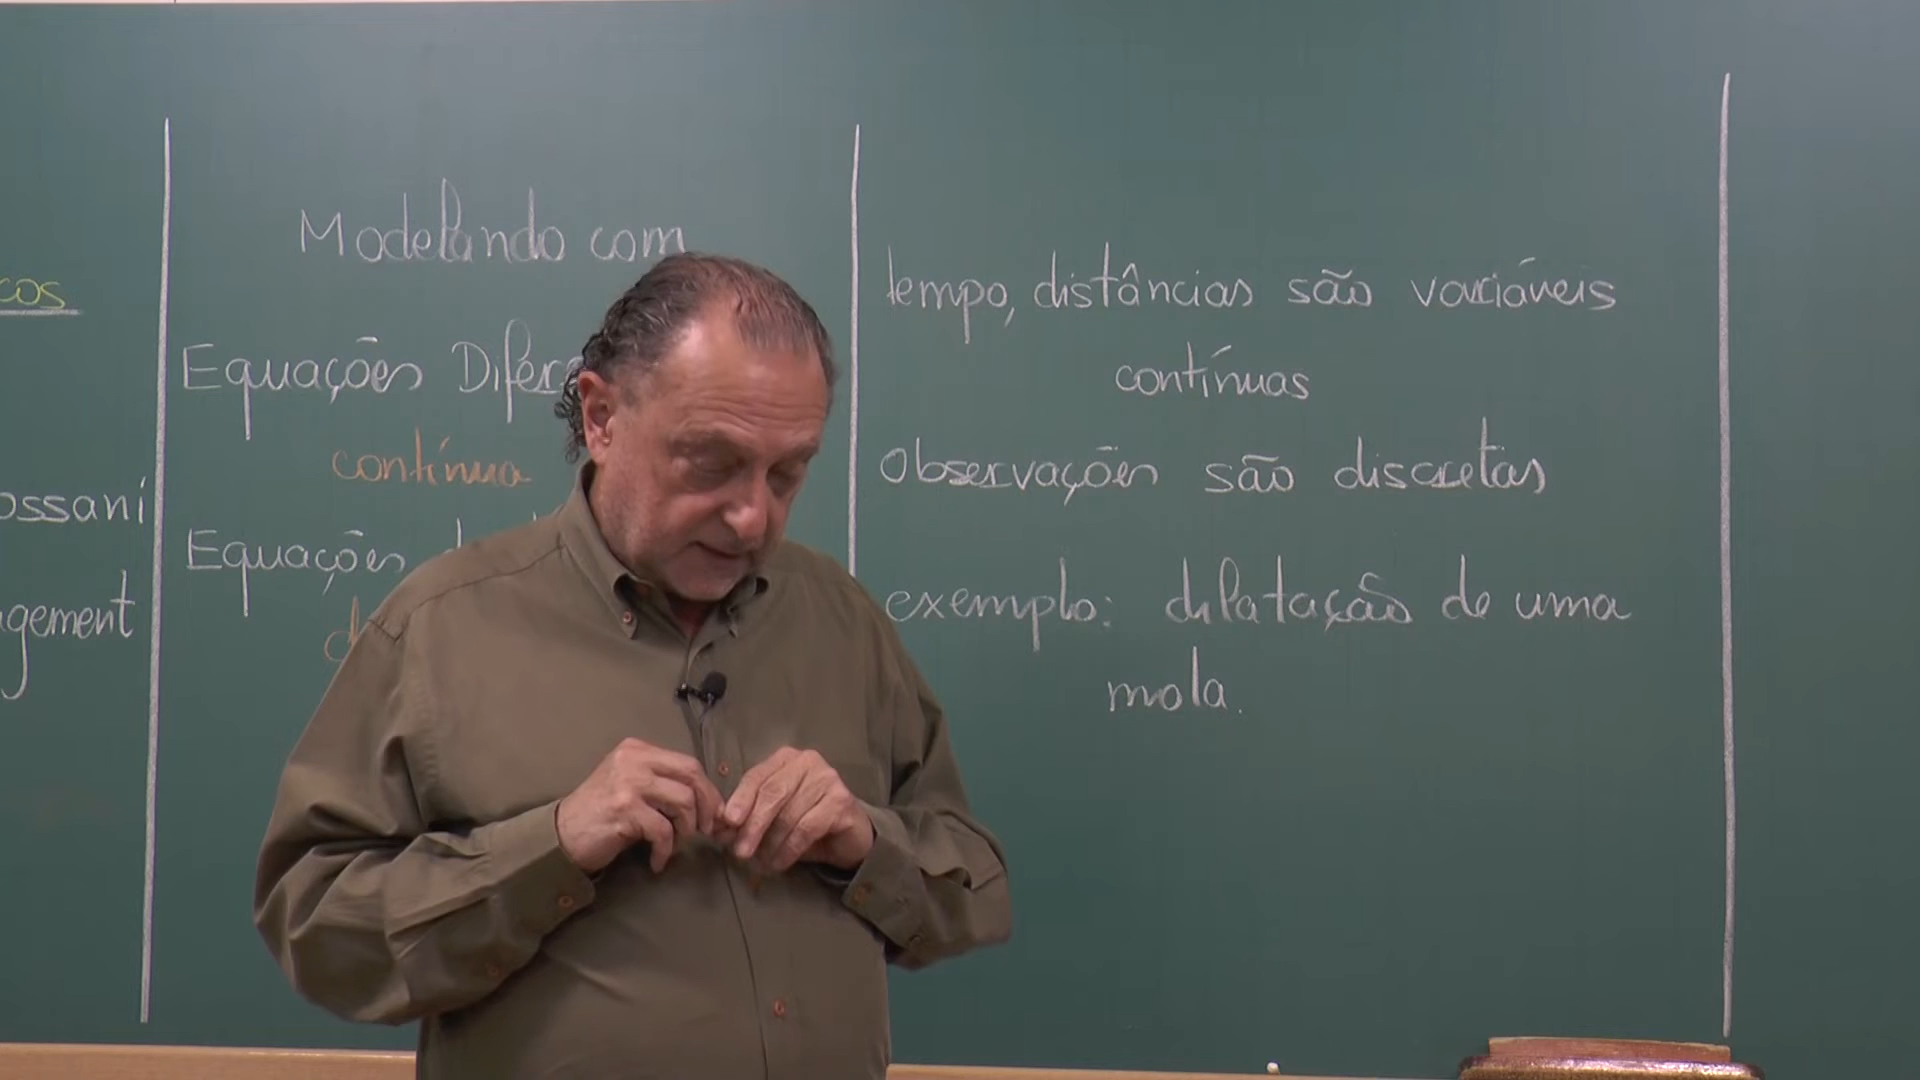 cos
ossani
gement
Modelando com
Equações Difere
contínua
Equações d
d
tempo, distâncias são variáveis
contínuas
Observações são discretas
exemplo: dilatação de uma
mola.